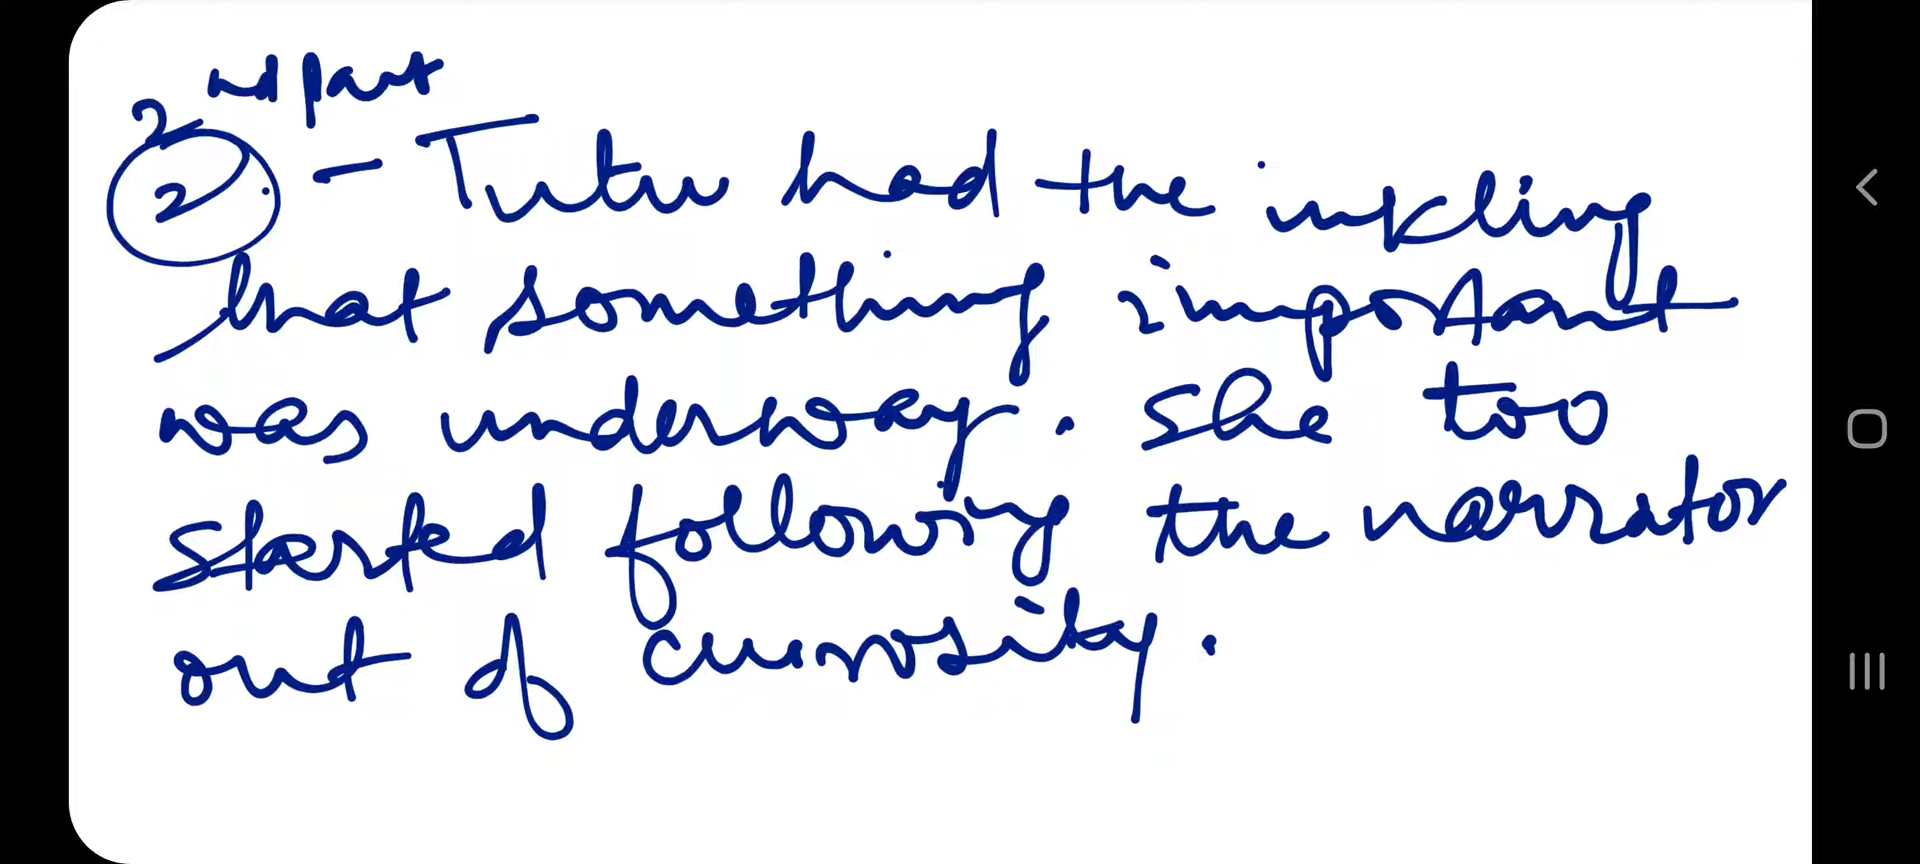 2nd part
2 - Tutu had the inkling
that something important
was underway. She too
started following the narrator
out of curiosity.